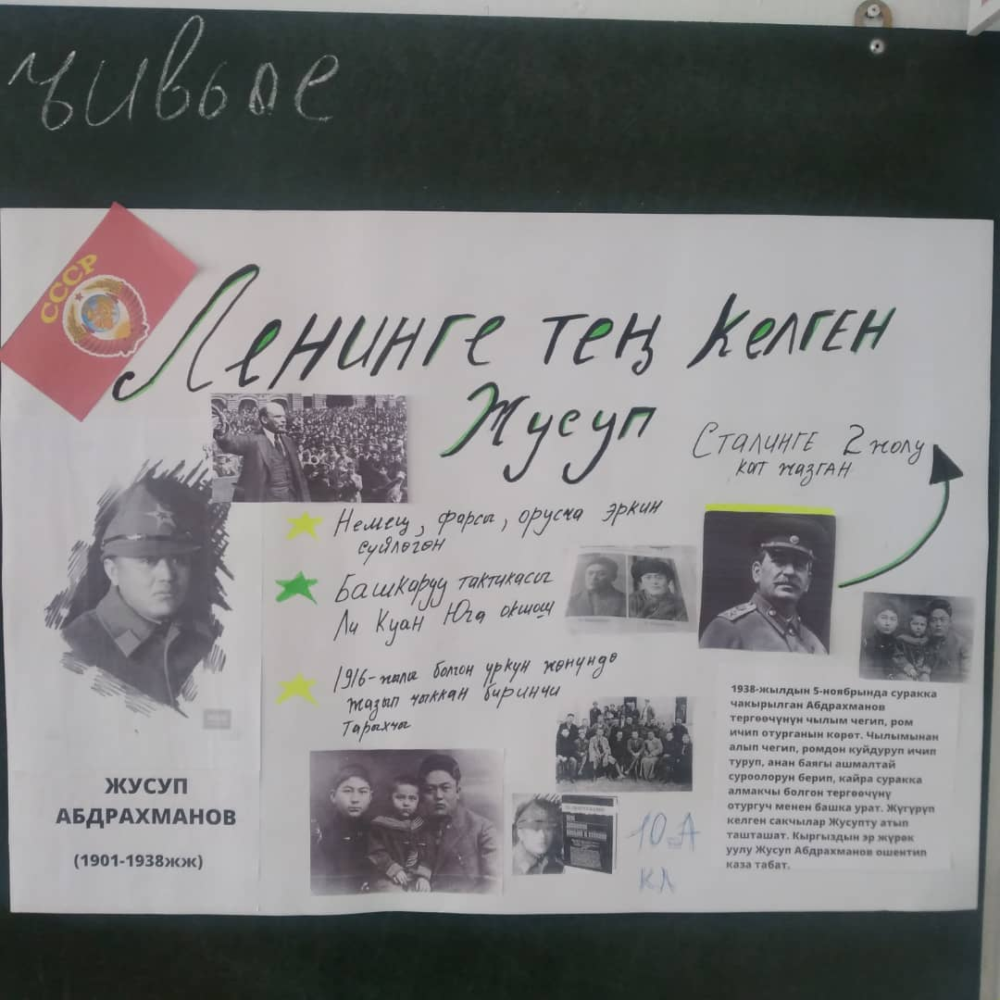 чивое
СССР
Ленинге тең келген
Жусуп
Сталинге 2 жолу
кат жазган
Немец, фарсы, орусча эркин
сүйлөгөн
Башкаруу тактикасы
Ли Куан Юга окшош
1916-жылы болгон үркүн жөнүндө
жазып чыккан биринчи
тарыхчы
ЖУСУП
АБДРАХМАНОВ
(1901-1938жж)
1938-жылдын 5-ноябрында суракка
чакырылган Абдрахманов
тергөөчүнүн чылым чегип, ром
ичип отурганын көрөт. Чылымынан
алып чегип, ромдон куйдуруп ичип
туруп, анан баягы ашмалтай
суроолорун берип, кайра суракка
алмакчы болгон тергөөчүнү
отургуч менен башка урат. Жүгүрүп
келген сакчылар Жусупту атып
ташташат. Кыргыздын эр жүрөк
уулу Жусуп Абдрахманов ошентип
каза табат.
10-А
кл